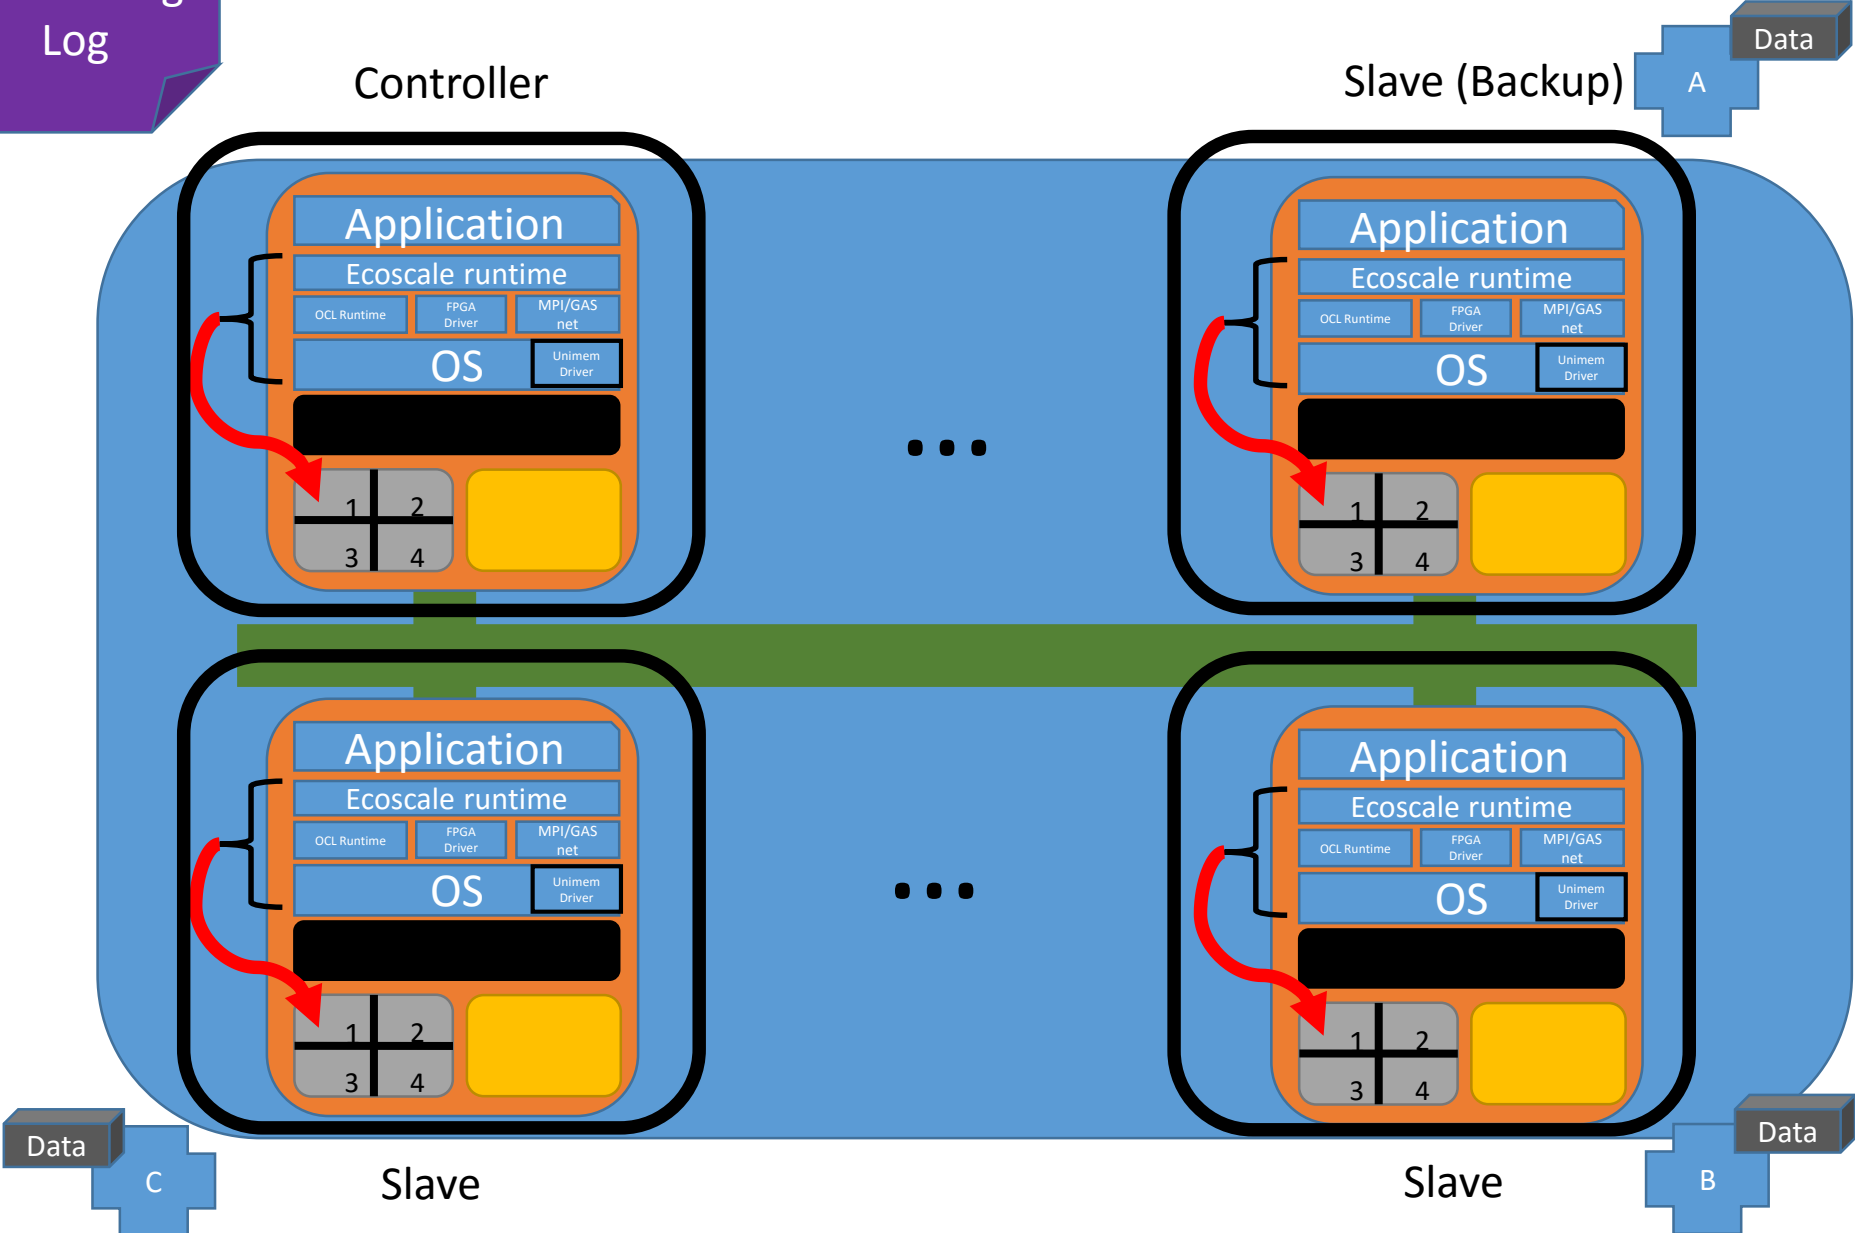 Log
Controller
Slave (Backup)
A
Data
Application
Ecoscale runtime
OCL Runtime
FPGA
Driver
MPI/GAS
net
OS
Unimem
Driver
1 2
3 4
...
Application
Ecoscale runtime
OCL Runtime
FPGA
Driver
MPI/GAS
net
OS
Unimem
Driver
1 2
3 4
Application
Ecoscale runtime
OCL Runtime
FPGA
Driver
MPI/GAS
net
OS
Unimem
Driver
1 2
3 4
...
Application
Ecoscale runtime
OCL Runtime
FPGA
Driver
MPI/GAS
net
OS
Unimem
Driver
1 2
3 4
Data
C
Slave
Slave
B
Data